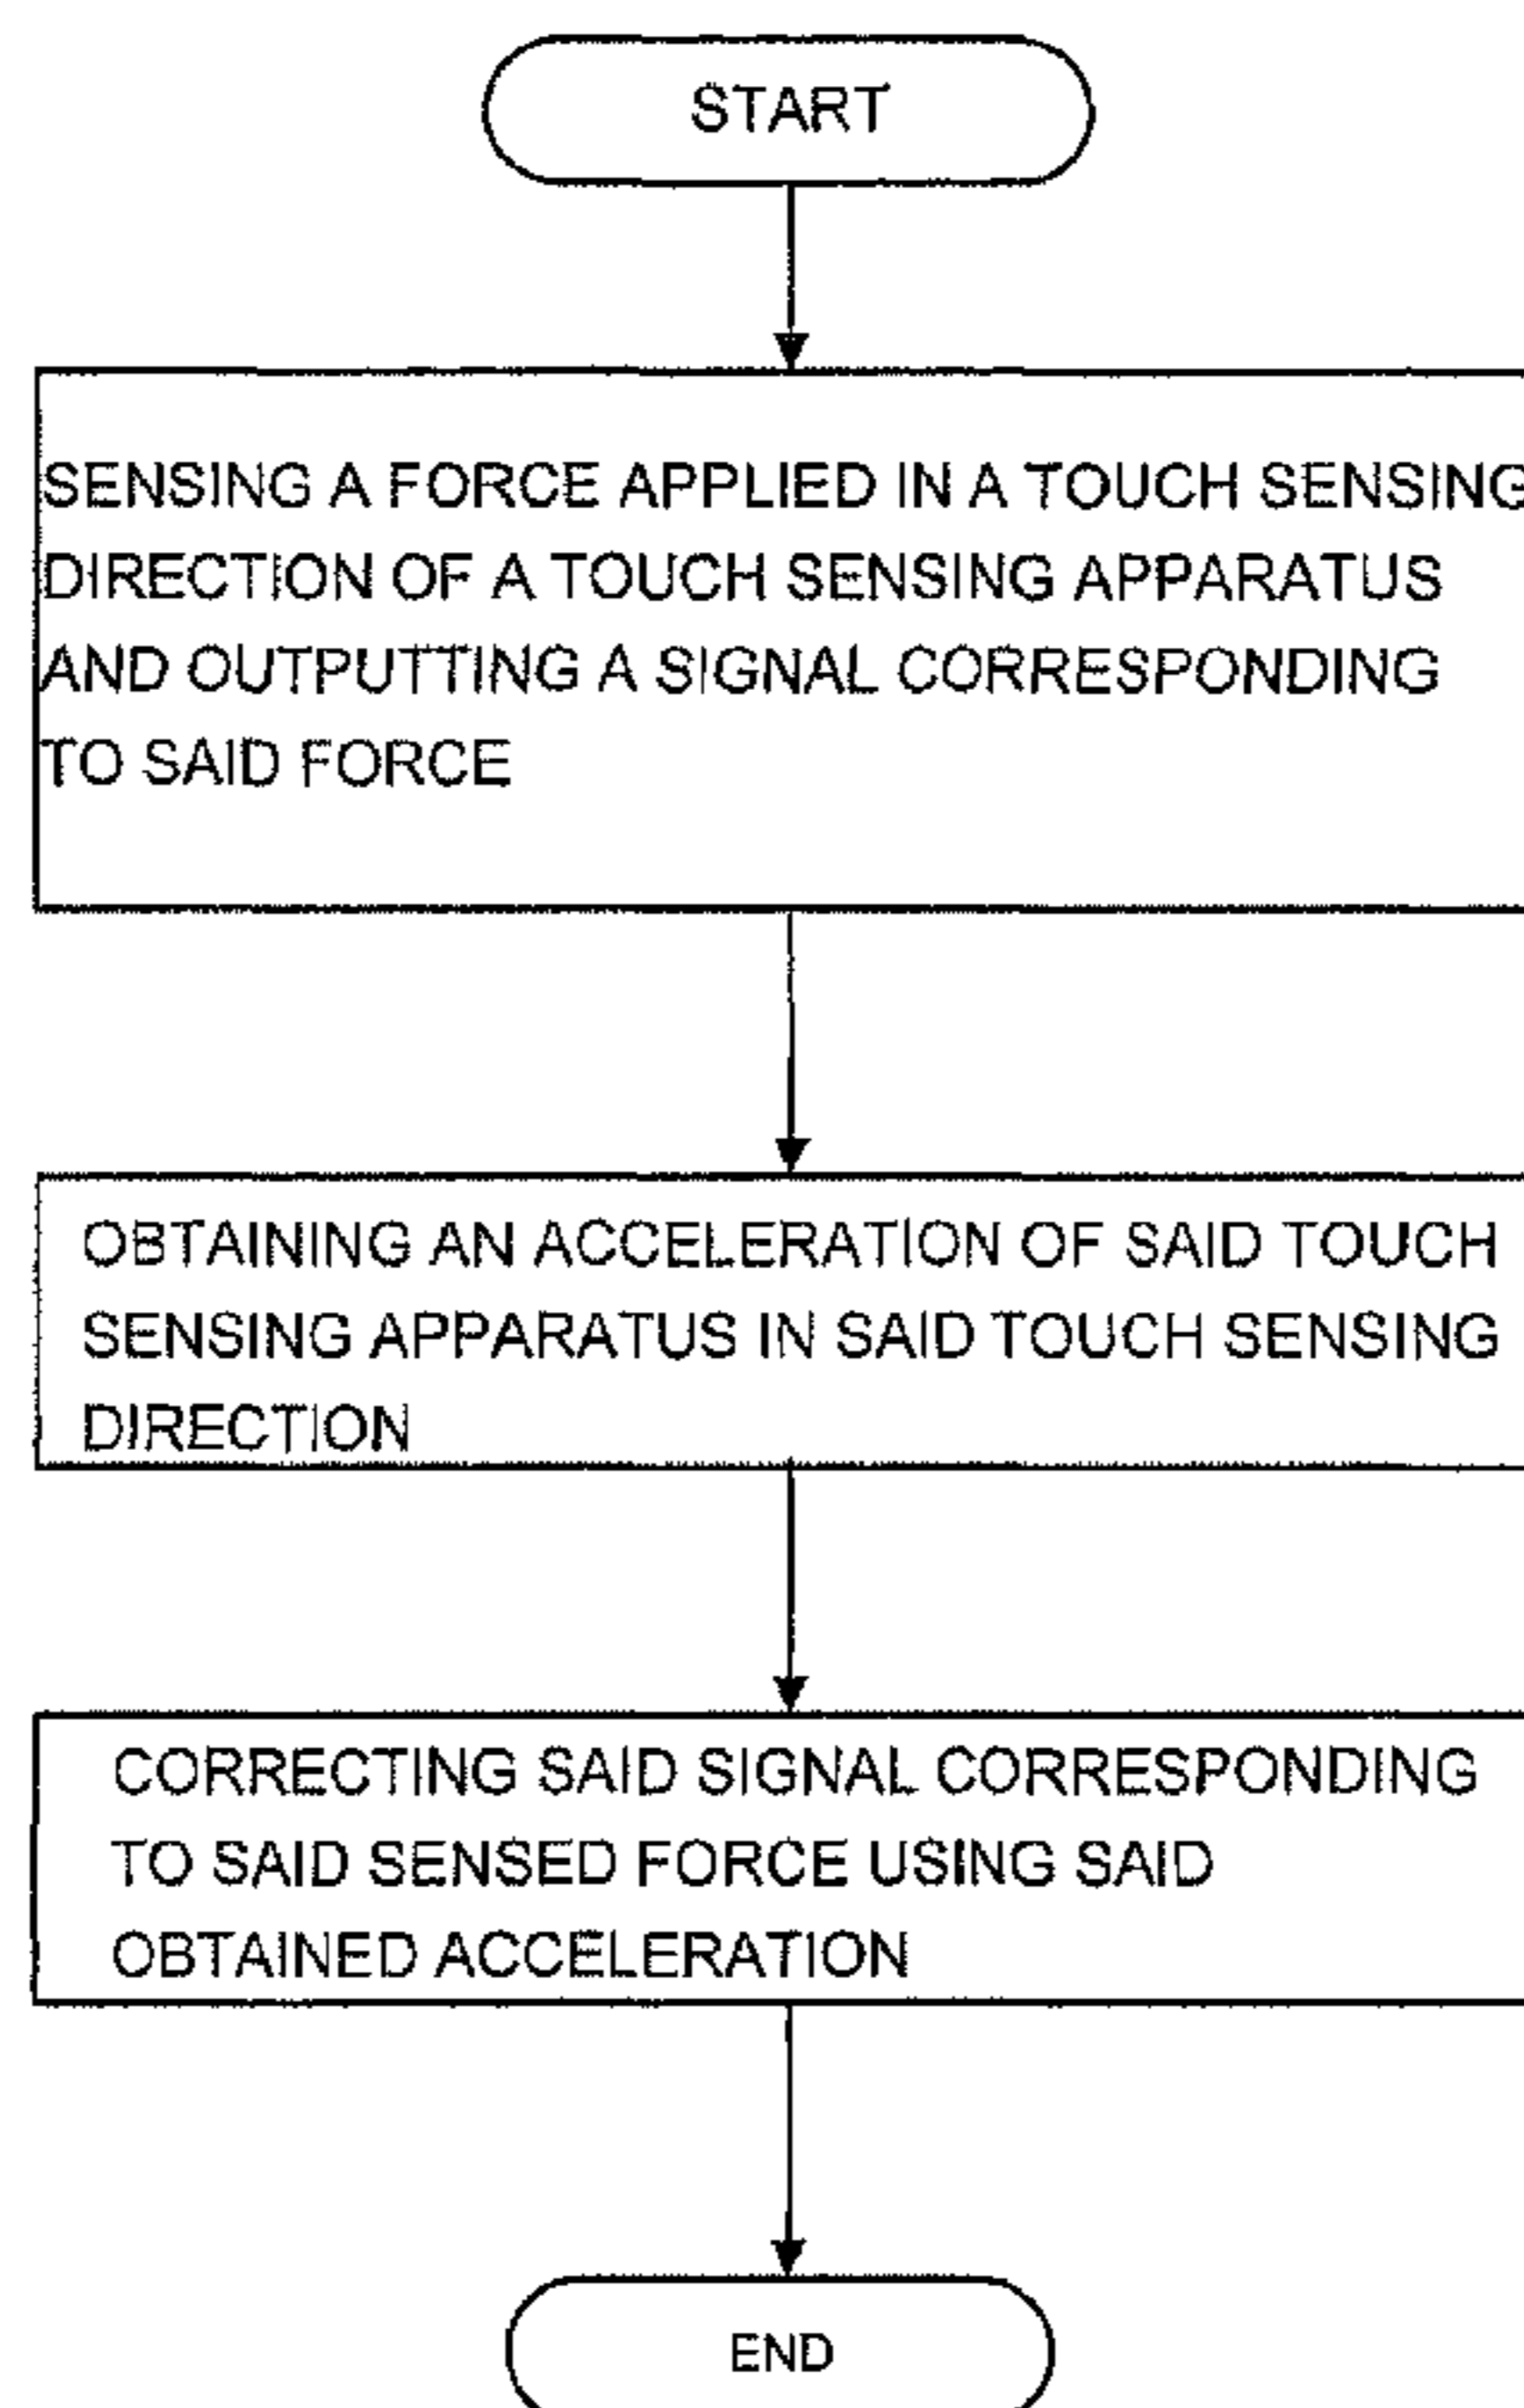 START
SENSING A FORCE APPLIED IN A TOUCH SENSING
DIRECTION OF A TOUCH SENSING APPARATUS
AND OUTPUTTING A SIGNAL CORRESPONDING
TO SAID FORCE
OBTAINING AN ACCELERATION OF SAID TOUCH
SENSING APPARATUS IN SAID TOUCH SENSING
DIRECTION
CORRECTING SAID SIGNAL CORRESPONDING
TO SAID SENSED FORCE USING SAID
OBTAINED ACCELERATION
END